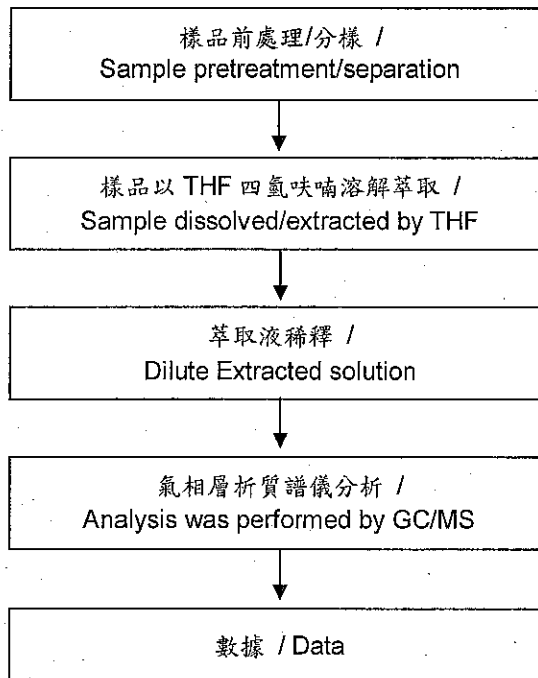 樣品前處理/分樣 /
Sample pretreatment/separation
樣品以 THF 四氫呋喃溶解萃取 /
Sample dissolved/extracted by THF
萃取液稀釋 /
Dilute Extracted solution
氣相層析質譜儀分析 /
Analysis was performed by GC/MS
數據 / Data